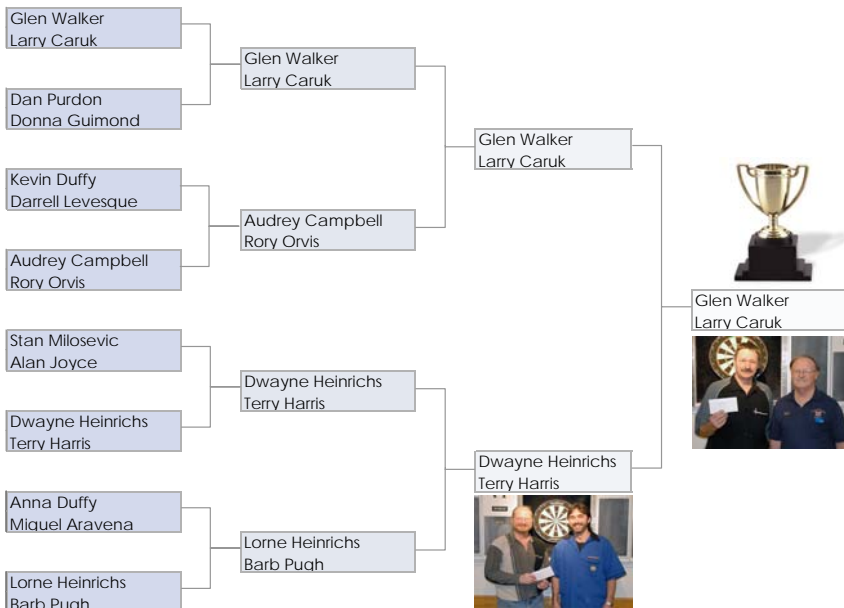 Glen Walker
Larry Caruk
Dan Purdon
Donna Guimond
Kevin Duffy
Darrell Levesque
Audrey Campbell
Rory Orvis
Stan Milosevic
Alan Joyce
Dwayne Heinrichs
Terry Harris
Anna Duffy
Miguel Aravena
Lorne Heinrichs
Barb Pugh
Glen Walker
Larry Caruk
Audrey Campbell
Rory Orvis
Dwayne Heinrichs
Terry Harris
Lorne Heinrichs
Barb Pugh
Glen Walker
Larry Caruk
Dwayne Heinrichs
Terry Harris
Glen Walker
Larry Caruk